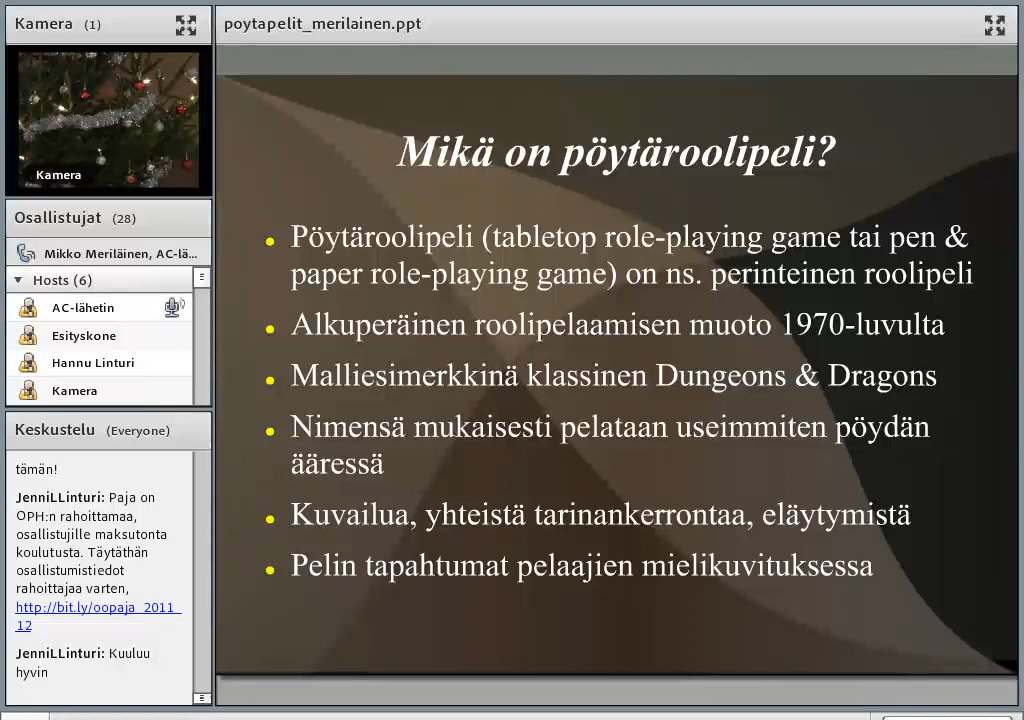 Kamera (1)
Kamera
Osallistujat (28)
Mikko Meriläinen, AC-lä...
Hosts (6)
AC-lähetin
Esityskone
Hannu Linturi
Kamera
Keskustelu (Everyone)
tämän!
JenniLLinturi: Paja on
OPH:n rahoittamaa,
osallistujille maksutonta
koulutusta. Täytäthän
osallistumistiedot
rahoittajaa varten,
http://bit.ly/oopaja_2011_
12
JenniLLinturi: Kuuluu
hyvin
poytapelit_merilainen.ppt
Mikä on pöytäroolipeli?
Pöytäroolipeli (tabletop role-playing game tai pen &
paper role-playing game) on ns. perinteinen roolipeli
Alkuperäinen roolipelaamisen muoto 1970-luvulta
Malliesimerkkinä klassinen Dungeons & Dragons
Nimensä mukaisesti pelataan useimmiten pöydän
ääressä
Kuvailua, yhteistä tarinankerrontaa, eläytymistä
Pelin tapahtumat pelaajien mielikuvituksessa